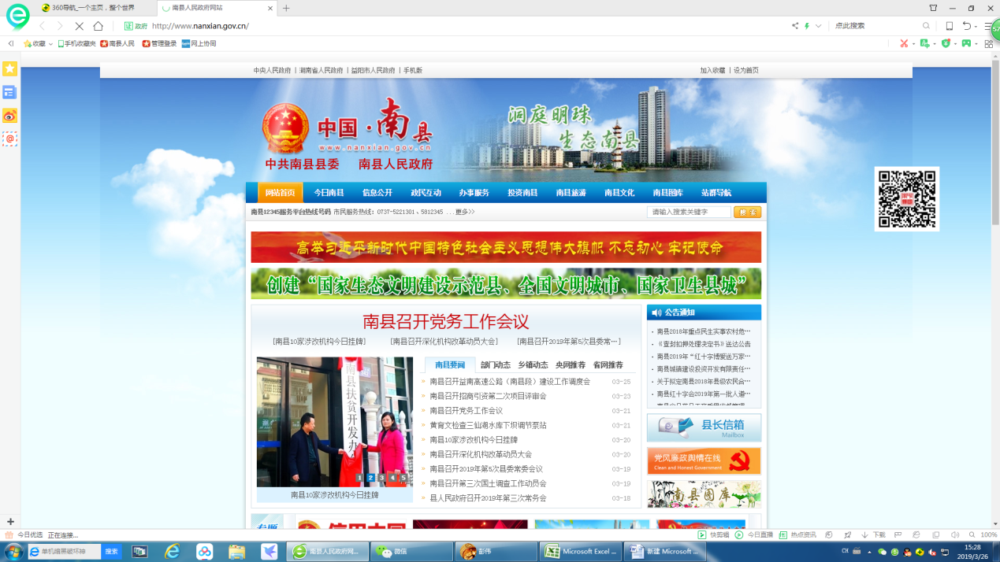 360导航_一个主页，整个世界
南县人民政府网站
政府 http://www.nanxian.gov.cn/
点此搜索
57
收藏 手机收藏夹 南县人民 管理登录 网上协同
中央人民政府 | 湖南省人民政府 | 益阳市人民政府 | 手机版
加入收藏 | 设为首页
中国·南县
www.nanxian.gov.cn
中共南县县委 南县人民政府
洞庭明珠
生态南县
网站首页 今日南县 信息公开 政民互动 办事服务 投资南县 南县旅游 南县文化 南县图库 站群导航
南县12345服务平台热线号码 市民服务热线：0737-5221301、5812345 ...更多>>
请输入搜索关键字
搜 索
高举习近平新时代中国特色社会主义思想伟大旗帜 不忘初心 牢记使命
创建“国家生态文明建设示范县、全国文明城市、国家卫生县城”
南县召开党务工作会议
[南县10家涉改机构今日挂牌] [南县召开深化机构改革动员大会] [南县召开2019年第5次县委常…]
南县扶贫开发办
1 2 3 4 5
南县10家涉改机构今日挂牌
南县要闻 部门动态 乡镇动态 央网推荐 省网推荐
南县召开益南高速公路（南县段）建设工作调度会 03-25
南县召开招商引资第二次项目评审会 03-23
南县召开党务工作会议 03-21
黄育文检查三仙湖水库下坝调节泵站 03-21
南县10家涉改机构今日挂牌 03-20
南县召开深化机构改革动员大会 03-20
南县召开2019年第5次县委常委会议 03-19
南县召开第三次国土调查工作动员会 03-19
县人民政府召开2019年第三次常务会 03-18
公告通知
南县2018年重点民生实事农村危…
《查封扣押处理决定书》送达公告
南县2019年“红十字博爱送万家…
南县城镇建设投资开发有限责任…
关于拟定南县2018年县级农民合…
南县红十字会2019年第一批人道…
县长信箱
Mailbox
党风廉政舆情在线
Clean and Honest Government
南县图库
专题
信用中国
今日优选 正在连接...
快剪辑 今日直播 热点资讯 下载 100%
单机暗黑破坏神 搜索
南县人民政府网... 微信 彭伟 Microsoft Excel ... 新建 Microsoft ...
CH
15:28
2019/3/26